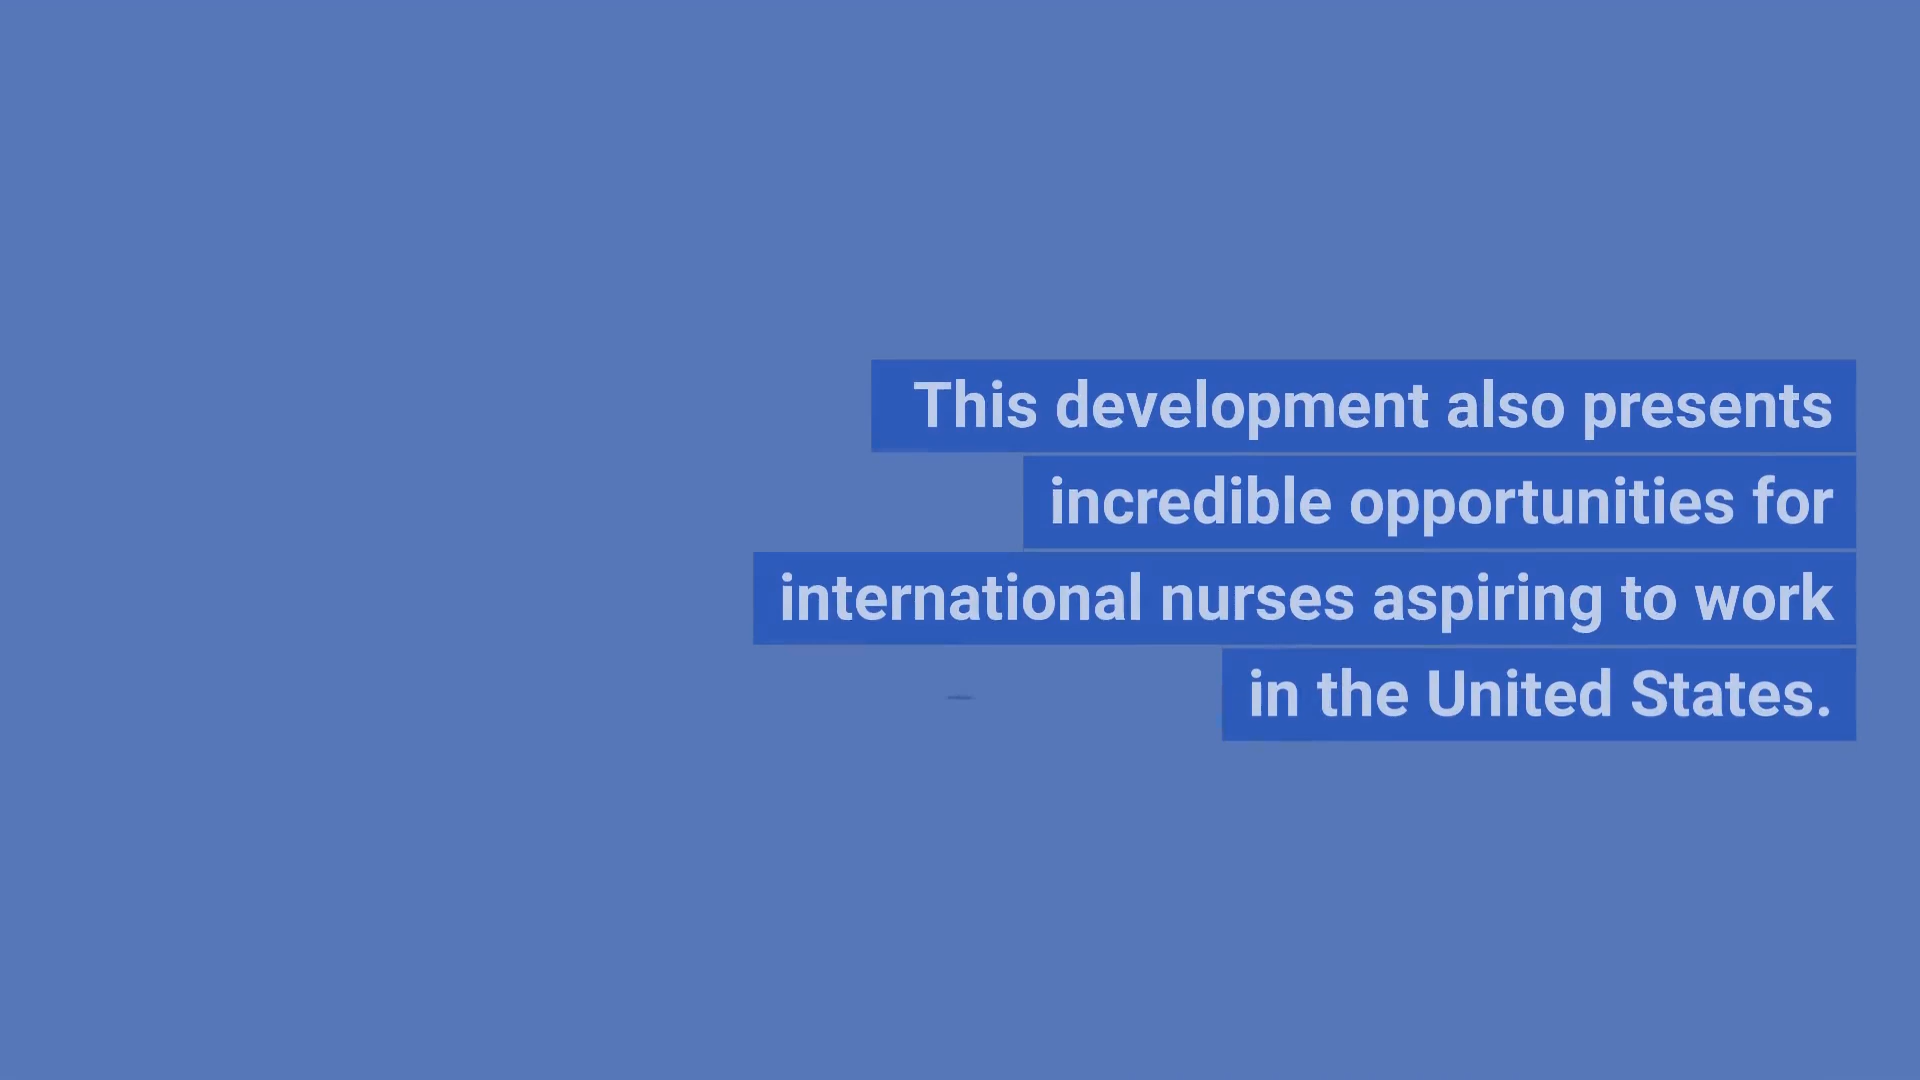 This development also presents
incredible opportunities for
international nurses aspiring to work
in the United States.